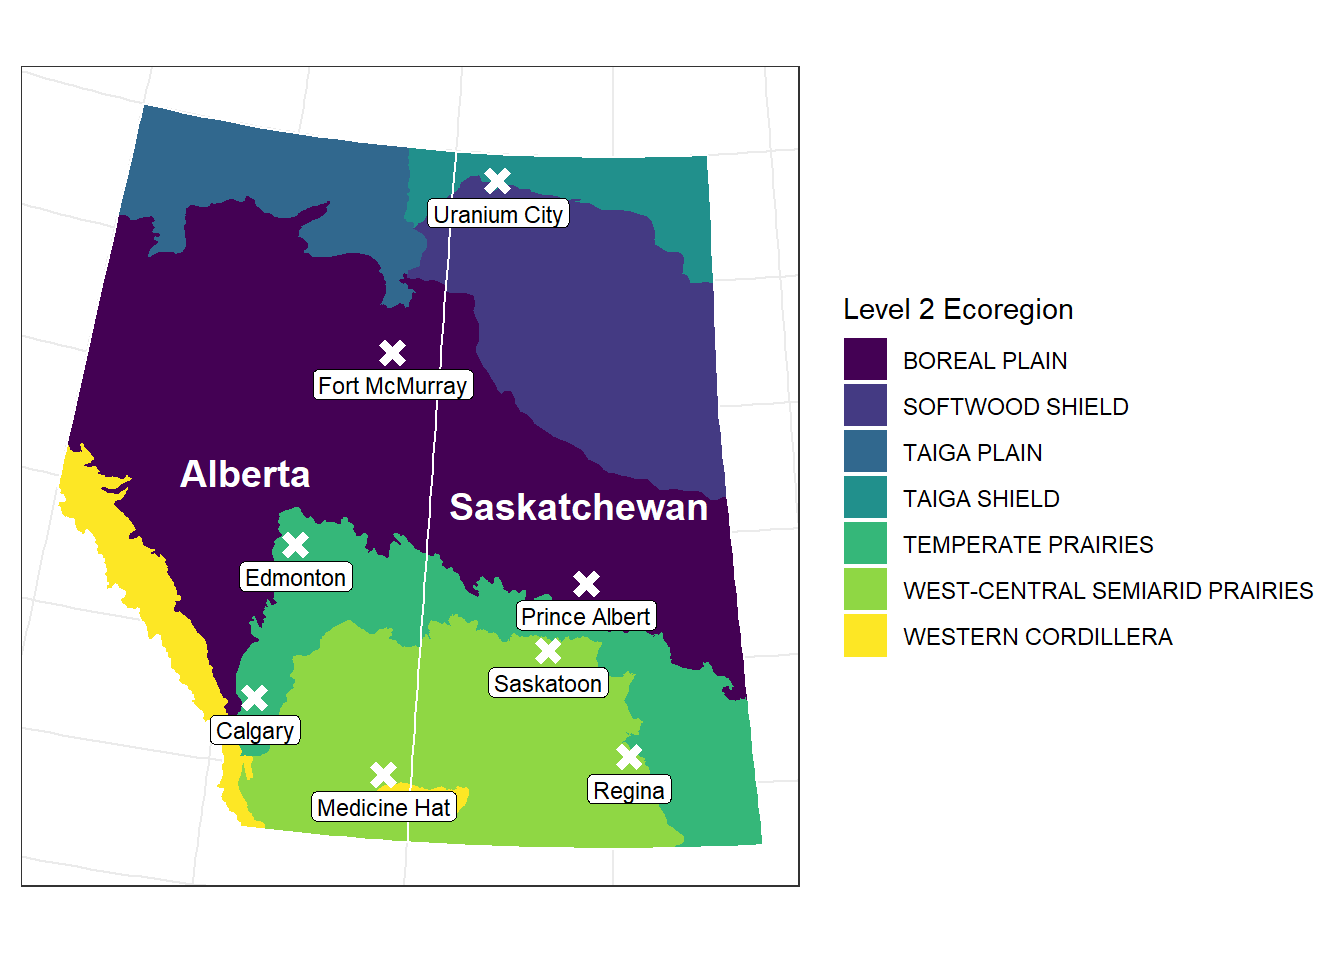 Uranium City
Fort McMurray
Alberta
Saskatchewan
Edmonton
Prince Albert
Saskatoon
Calgary
Regina
Medicine Hat
Level 2 Ecoregion
BOREAL PLAIN
SOFTWOOD SHIELD
TAIGA PLAIN
TAIGA SHIELD
TEMPERATE PRAIRIES
WEST-CENTRAL SEMIARID PRAIRIES
WESTERN CORDILLERA